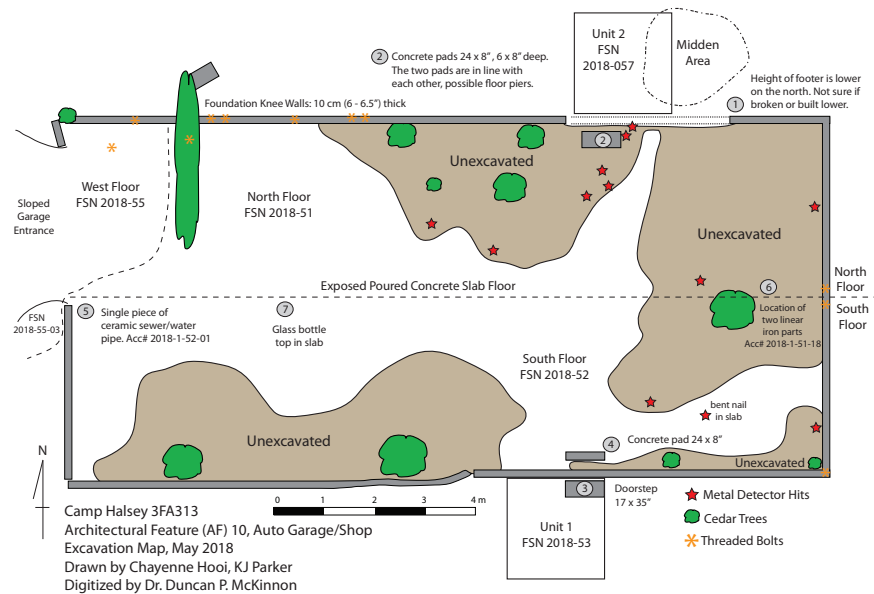 Unit 2
FSN
2018-057
Midden
Area
2 Concrete pads 24 x 8”, 6 x 8” deep.
The two pads are in line with
each other, possible floor piers.
Height of footer is lower
on the north. Not sure if
broken or built lower.
1
Foundation Knee Walls: 10 cm (6 - 6.5”) thick
2
Unexcavated
West Floor
FSN 2018-55
North Floor
FSN 2018-51
Sloped
Garage
Entrance
Unexcavated
Exposed Poured Concrete Slab Floor
North
Floor
South
Floor
FSN
2018-55-03
5 Single piece of
ceramic sewer/water
pipe. Acc# 2018-1-52-01
7
Glass bottle
top in slab
6
Location of
two linear
iron parts
Acc# 2018-1-51-18
South Floor
FSN 2018-52
bent nail
in slab
Unexcavated
4 Concrete pad 24 x 8”
Unexcavated
N
3
Doorstep
17 x 35”
Unit 1
FSN 2018-53
0 1 2 3 4 m
Camp Halsey 3FA313
Architectural Feature (AF) 10, Auto Garage/Shop
Excavation Map, May 2018
Drawn by Chayenne Hooi, KJ Parker
Digitized by Dr. Duncan P. McKinnon
Metal Detector Hits
Cedar Trees
Threaded Bolts